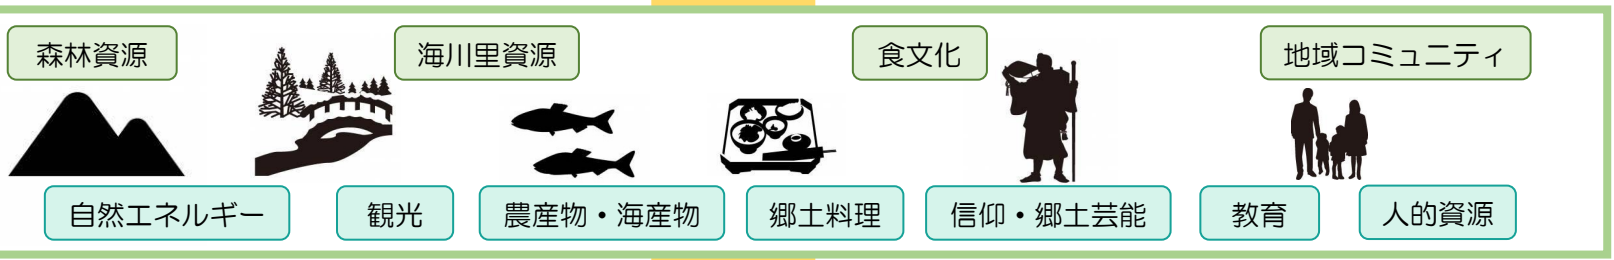 森林資源
海川里資源
食文化
地域コミュニティ
自然エネルギー
観光
農産物・海産物
郷土料理
信仰・郷土芸能
教育
人的資源